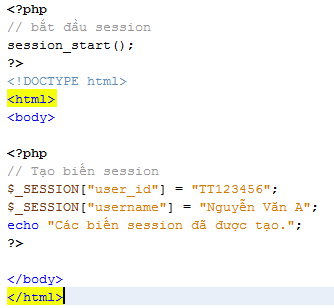 <?php
// bắt đầu session
session_start();
?>
<!DOCTYPE html>
<html>
<body>
<?php
// Tạo biến session
$_SESSION["user_id"] = "TT123456";
$_SESSION["username"] = "Nguyễn Văn A";
echo "Các biến session đã được tạo.";
?>
</body>
</html>